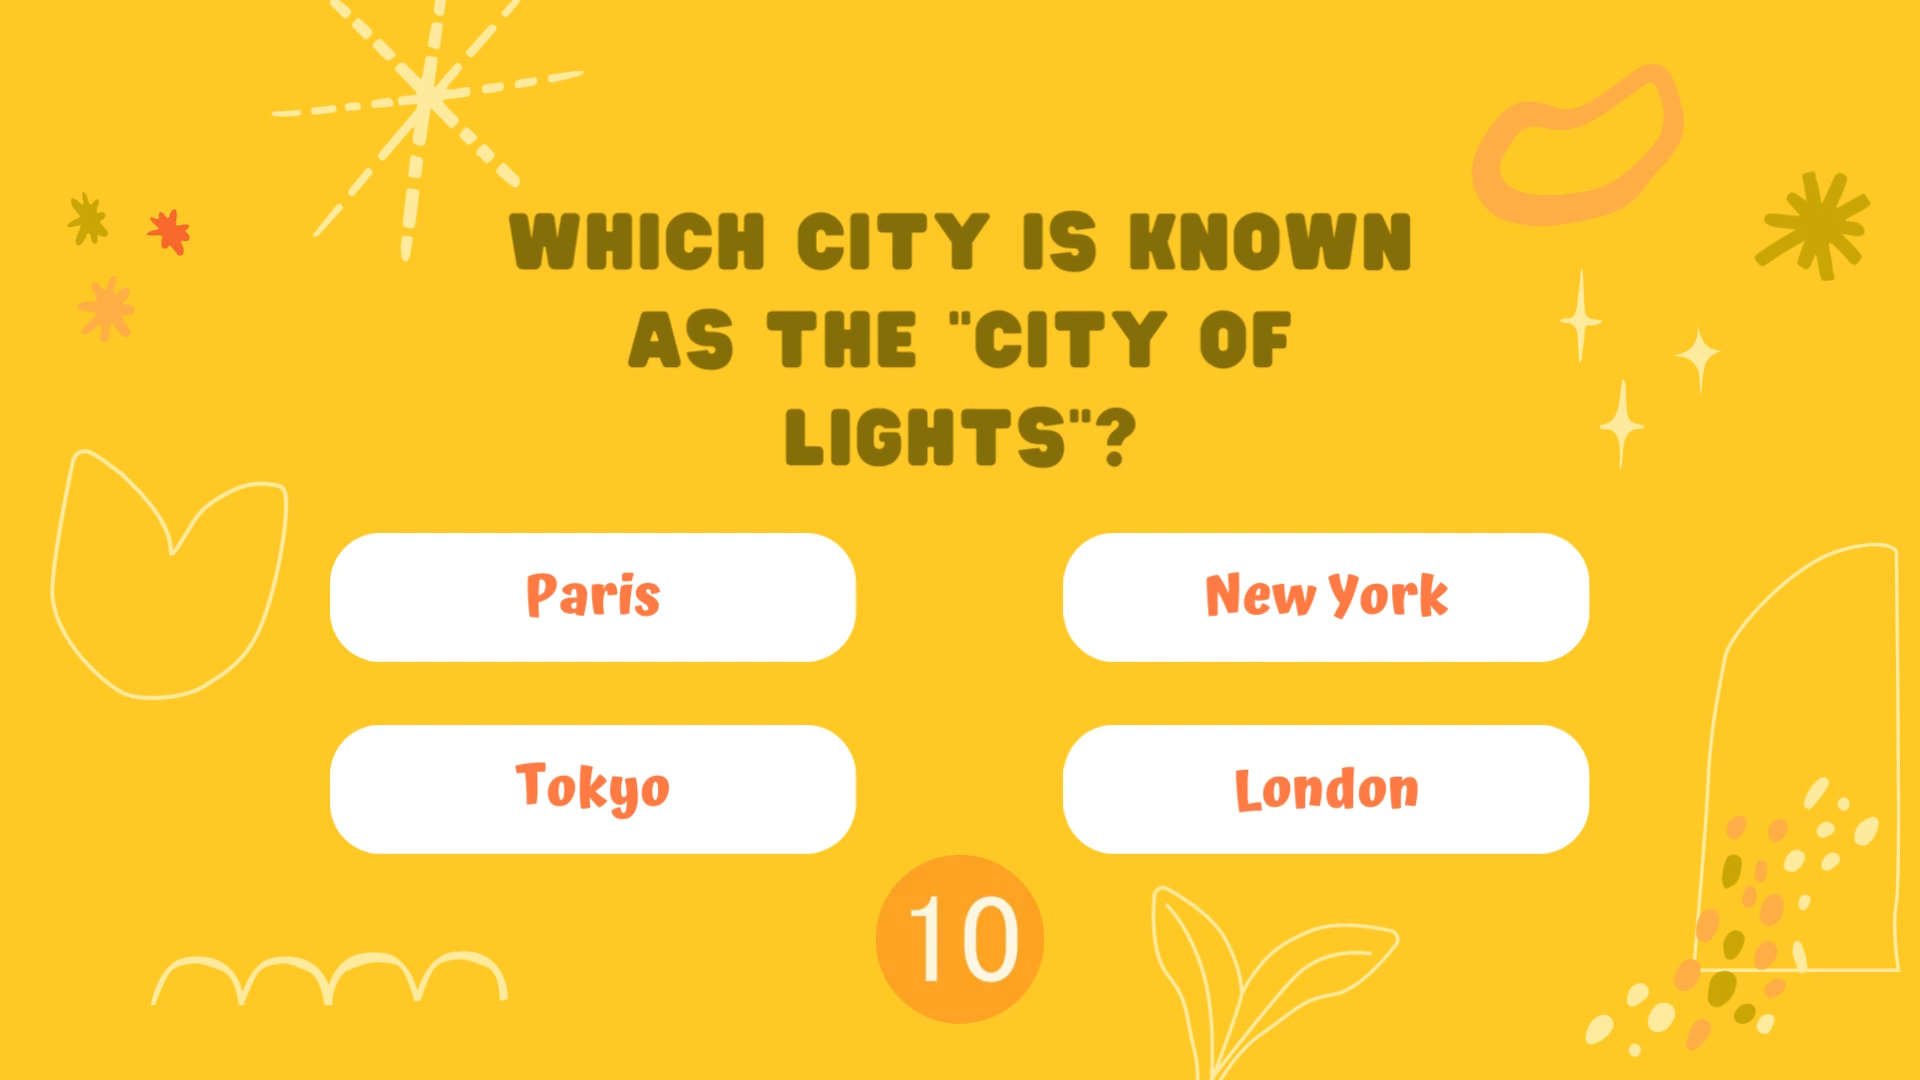 WHICH CITY IS KNOWN
AS THE "CITY OF
LIGHTS"?
Paris
New York
Tokyo
London
10